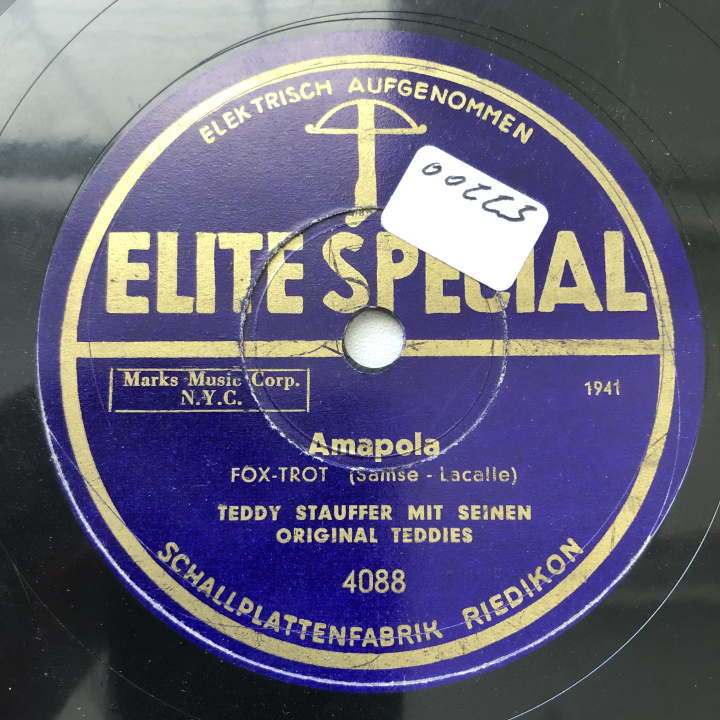 ELEKTRISCH AUFGENOMMEN
00223
ELITE SPECIAL
Marks Music Corp.
N.Y.C.
1941
Amapola
FOX-TROT (Samse - Lacalle)
TEDDY STAUFFER MIT SEINEN
ORIGINAL TEDDIES
4088
SCHALLPLATTENFABRIK RIEDIKON